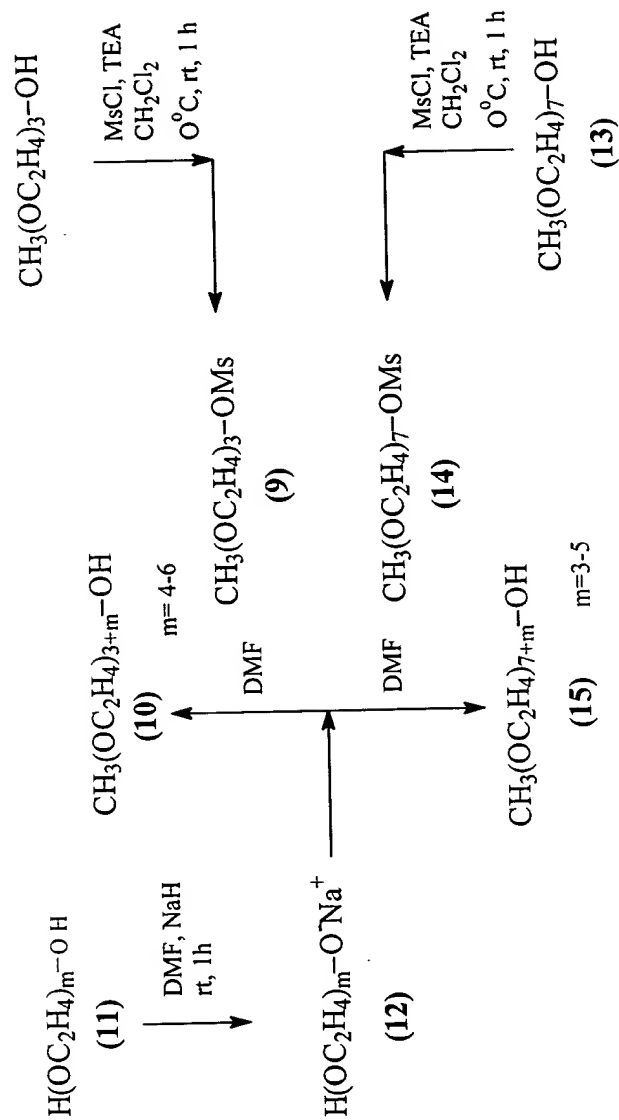 H(OC2H4)m—OH
(11)
DMF, NaH
rt, 1h
H(OC2H4)m—O-Na+
(12)
CH3(OC2H4)3+m—OH
(10)
m= 4-6
DMF
DMF
CH3(OC2H4)7+m—OH
(15)
m=3-5
CH3(OC2H4)3—OMs
(9)
CH3(OC2H4)7—OMs
(14)
CH3(OC2H4)3—OH
MsCl, TEA
CH2Cl2
O°C, rt, 1 h
MsCl, TEA
CH2Cl2
O°C, rt, 1 h
CH3(OC2H4)7—OH
(13)